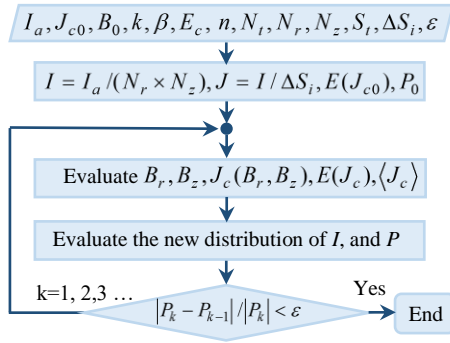 I_a, J_{c0}, B_0, k, β, E_c, n, N_t, N_r, N_z, S_t, ΔS_i, ε
I = I_a /(N_r × N_z), J = I / ΔS_i, E(J_{c0}), P_0
Evaluate B_r, B_z, J_c(B_r, B_z), E(J_c), ⟨J_c⟩
Evaluate the new distribution of I, and P
k=1, 2,3 ...
|P_k − P_{k−1}|/|P_k| < ε
Yes
End